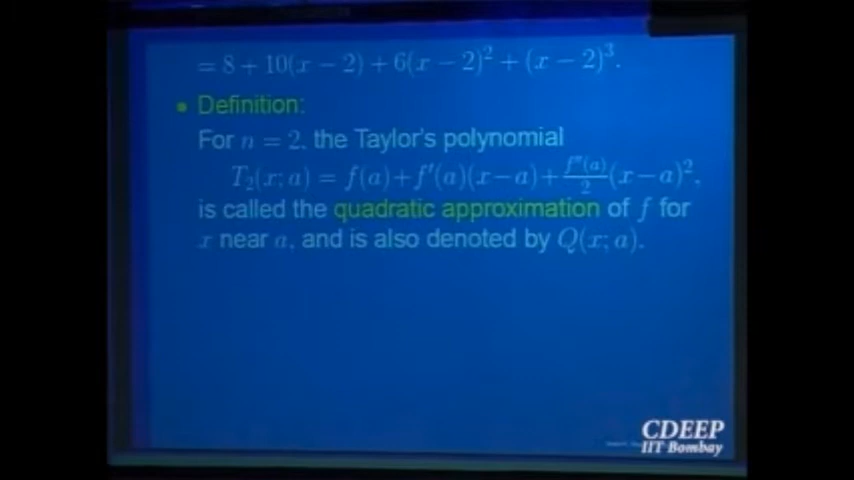 = 8 + 10(x − 2) + 6(x − 2)² + (x − 2)³.
• Definition:
For n = 2, the Taylor's polynomial
T₂(x; a) = f(a)+f′(a)(x−a)+f″(a)/2(x−a)²,
is called the quadratic approximation of f for
x near a, and is also denoted by Q(x; a).
CDEEP
IIT Bombay